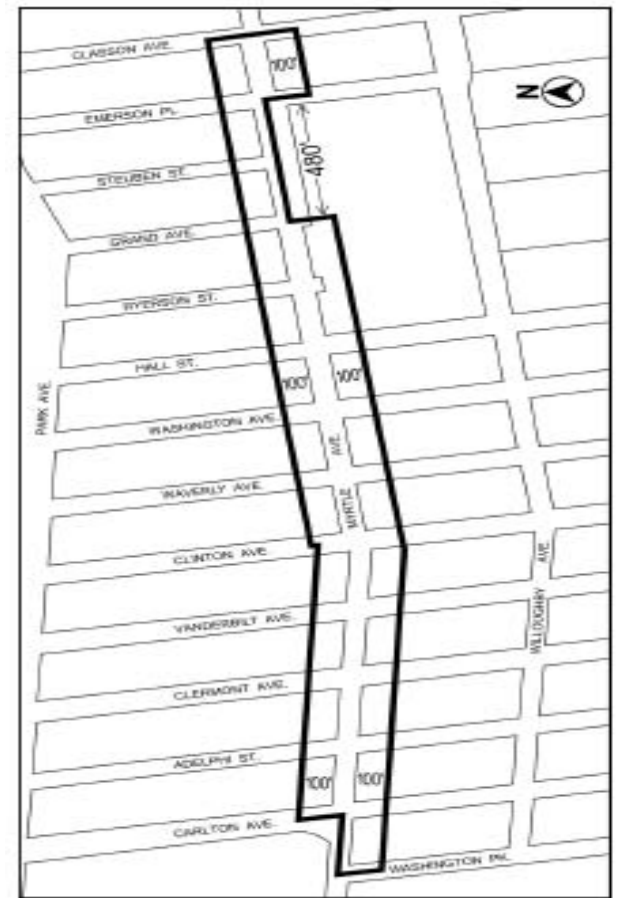 CLASSON AVE.
100'
EMERSON PL.
N
480'
STEUBEN ST.
GRAND AVE.
RYERSON ST.
HALL ST.
100'
100'
PARK AVE.
WASHINGTON AVE.
AVE.
WAVERLY AVE.
MYRTLE
CLINTON AVE.
AVE.
VANDERBILT AVE.
WILLOUGHBY
CLERMONT AVE.
ADELPHI ST.
100'
100'
CARLTON AVE.
WASHINGTON PK.